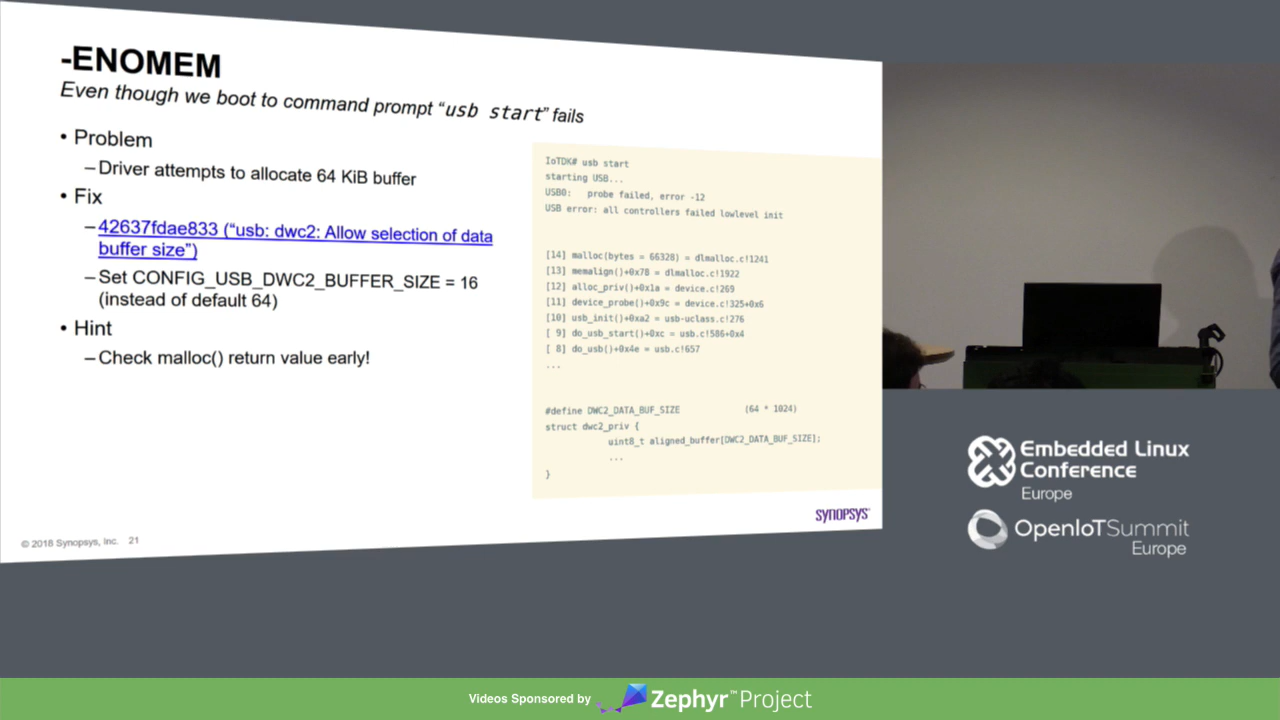 -ENOMEM
Even though we boot to command prompt “usb start” fails
• Problem
– Driver attempts to allocate 64 KiB buffer
• Fix
– 42637fdae833 (“usb: dwc2: Allow selection of data
buffer size”)
– Set CONFIG_USB_DWC2_BUFFER_SIZE = 16
(instead of default 64)
• Hint
– Check malloc() return value early!
IoTDK# usb start
starting USB...
USB0: probe failed, error -12
USB error: all controllers failed lowlevel init
[14] malloc(bytes = 66328) = dlmalloc.c!1241
[13] memalign()+0x78 = dlmalloc.c!1922
[12] alloc_priv()+0x1a = device.c!269
[11] device_probe()+0x9c = device.c!325+0x6
[10] usb_init()+0xa2 = usb-uclass.c!276
[ 9] do_usb_start()+0xc = usb.c!586+0x4
[ 8] do_usb()+0x4e = usb.c!657
...
#define DWC2_DATA_BUF_SIZE (64 * 1024)
struct dwc2_priv {
uint8_t aligned_buffer[DWC2_DATA_BUF_SIZE];
...
}
SYNOPSYS®
© 2018 Synopsys, Inc. 21
Embedded Linux
Conference
Europe
OpenIoTSummit
Europe
Videos Sponsored by Zephyr™Project